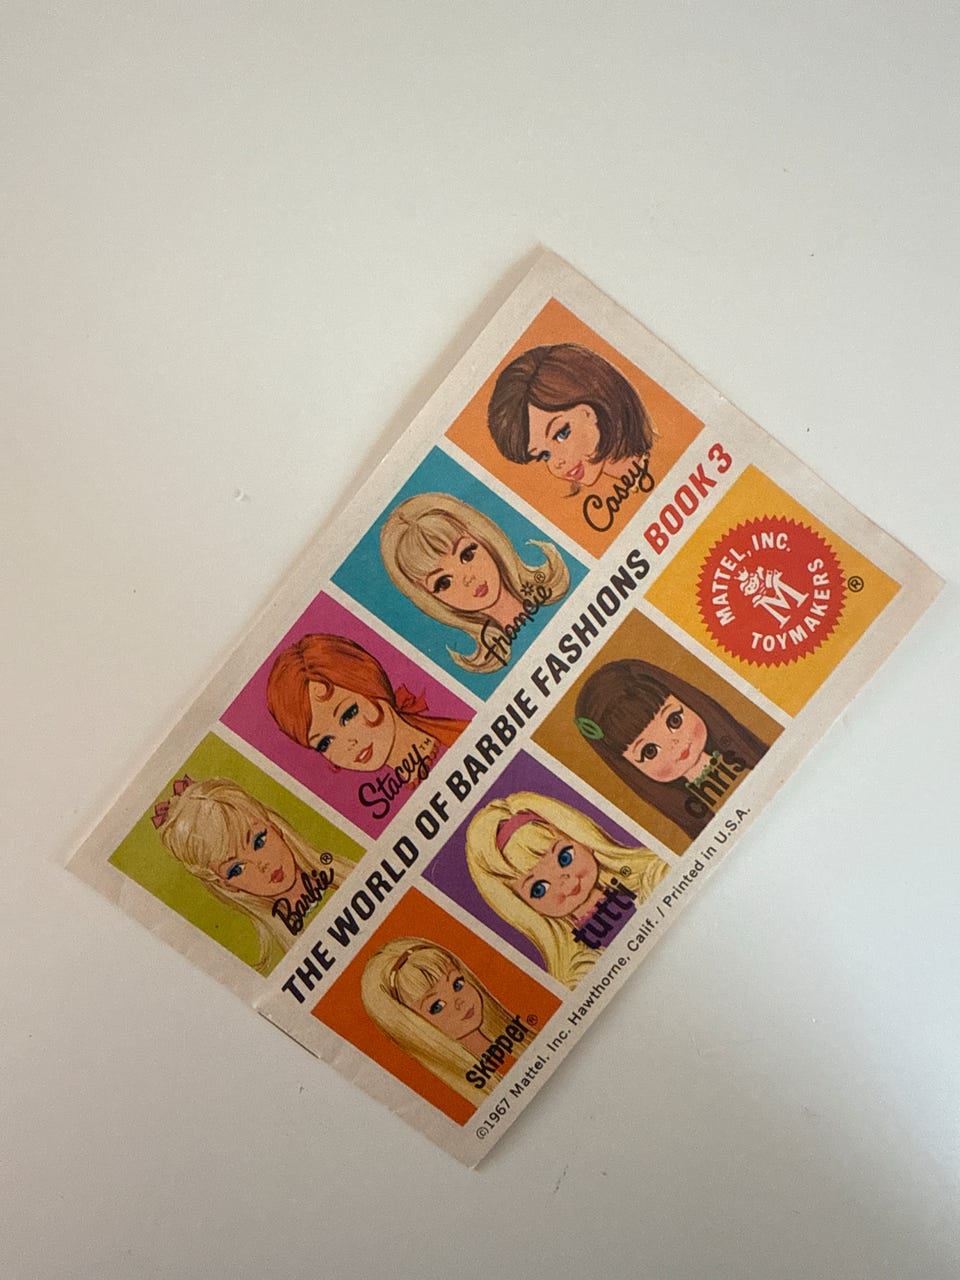 Barbie®
Stacey™
Francie®
Casey
THE WORLD OF BARBIE FASHIONS BOOK 3
Skipper®
tutti®
chris
MATTEL, INC.
M
TOYMAKERS
®
©1967 Mattel. Inc. Hawthorne, Calif. / Printed in U.S.A.